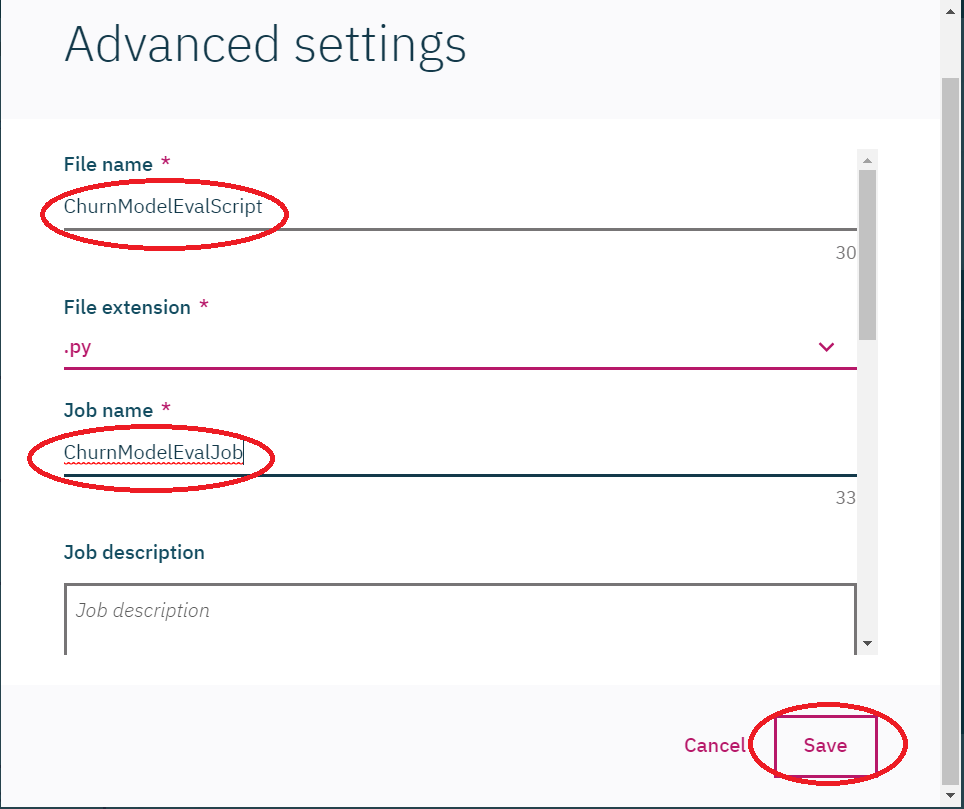 Advanced settings
File name *
ChurnModelEvalScript
30
File extension *
.py
Job name *
ChurnModelEvalJob
33
Job description
Job description
Cancel Save